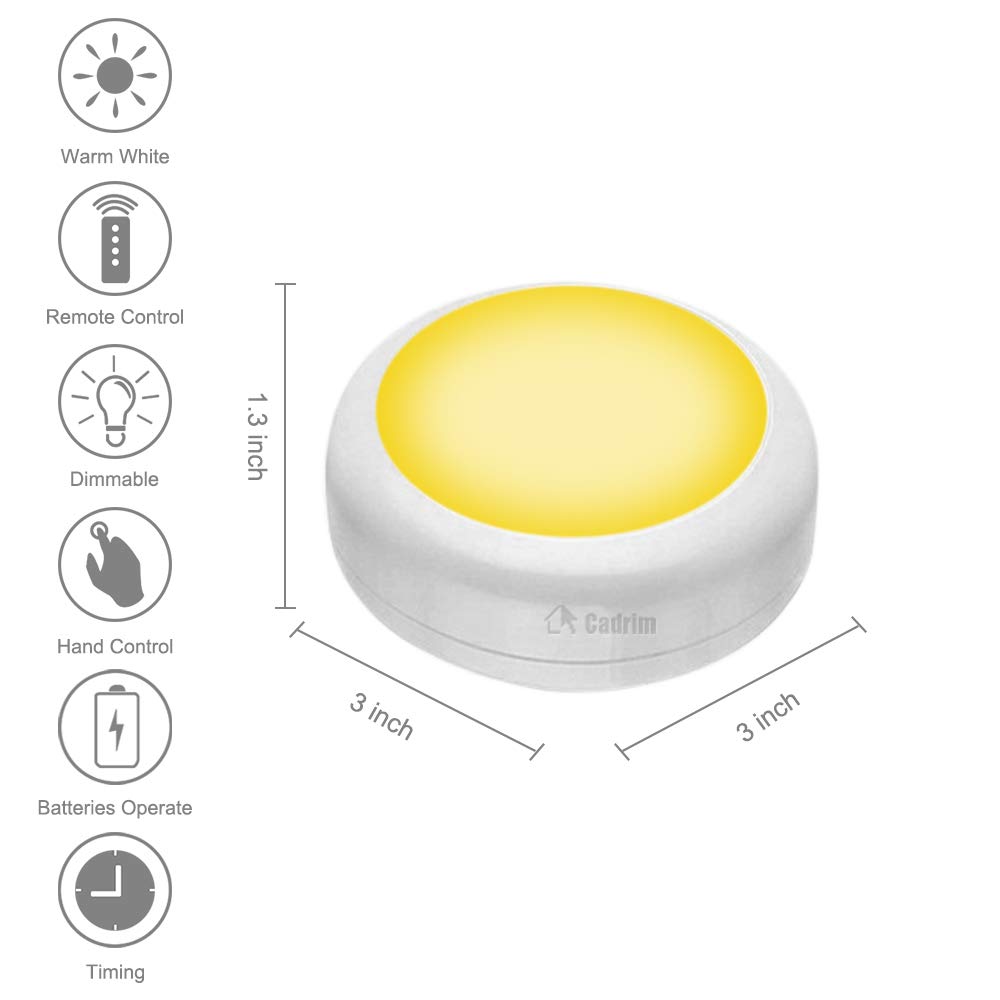 Warm White
Remote Control
Dimmable
Hand Control
Batteries Operate
Timing
1.3 inch
Cadrim
3 inch
3 inch